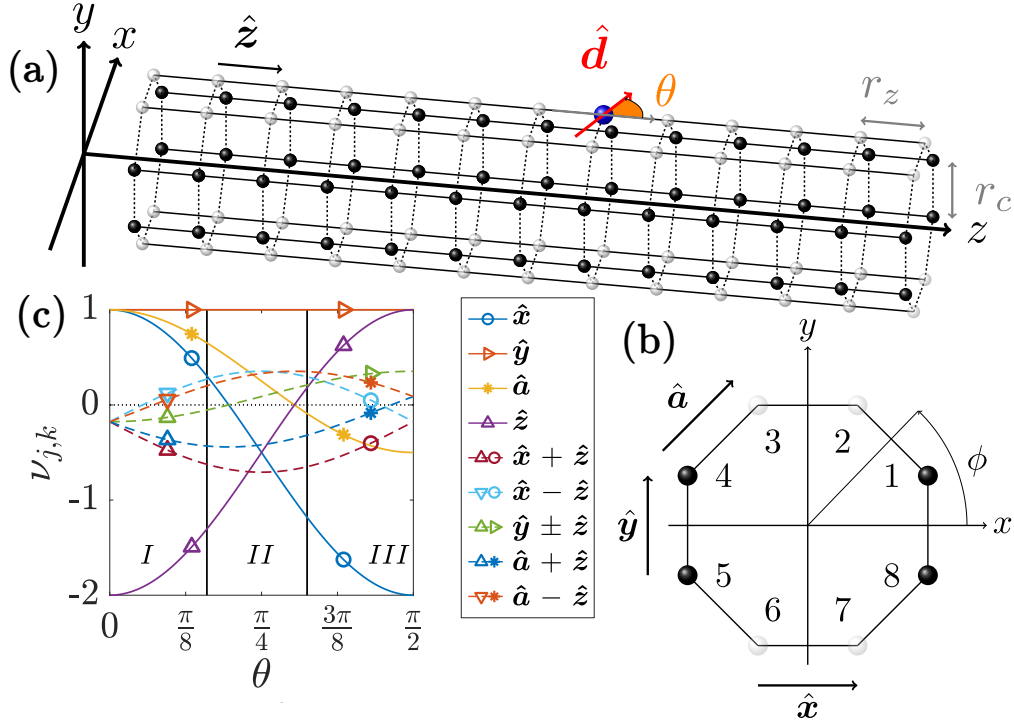 (a)
y
x
ẑ
d̂
θ
r_z
r_c
z
(c)
ν_{j,k}
1
0
-1
-2
I
II
III
0
π/8
π/4
3π/8
π/2
θ
x̂
ŷ
â
ẑ
x̂ + ẑ
x̂ − ẑ
ŷ ± ẑ
â + ẑ
â − ẑ
(b)
y
â
ŷ
x̂
x
ϕ
3
2
4
1
5
8
6
7